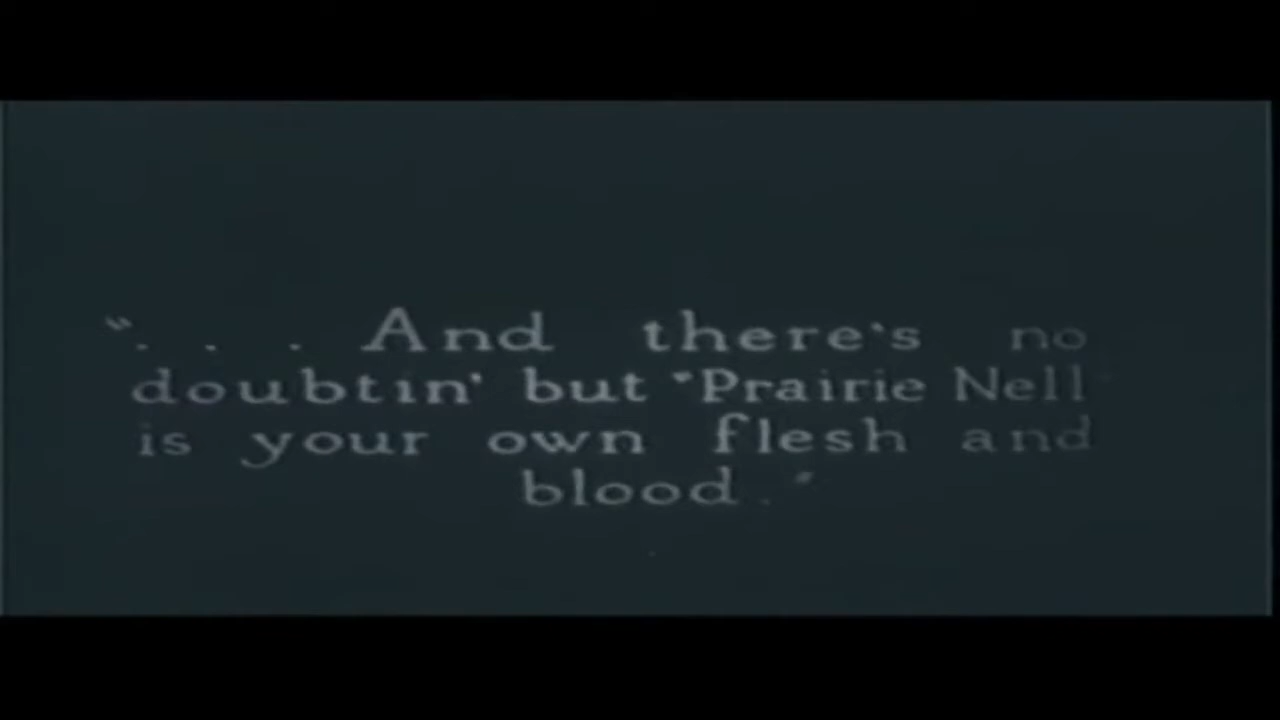 ". . . And there's no
doubtin' but "Prairie Nell"
is your own flesh and
blood."